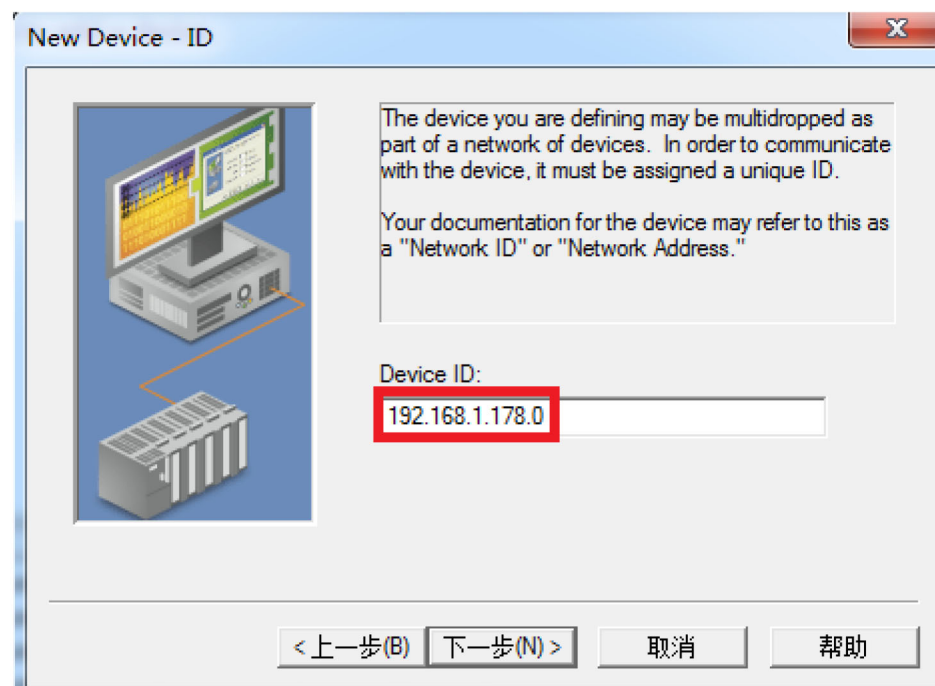 New Device - ID
The device you are defining may be multidropped as
part of a network of devices.  In order to communicate
with the device, it must be assigned a unique ID.
Your documentation for the device may refer to this as
a "Network ID" or "Network Address."
Device ID:
192.168.1.178.0
<上一步(B) 下一步(N)> 取消 帮助